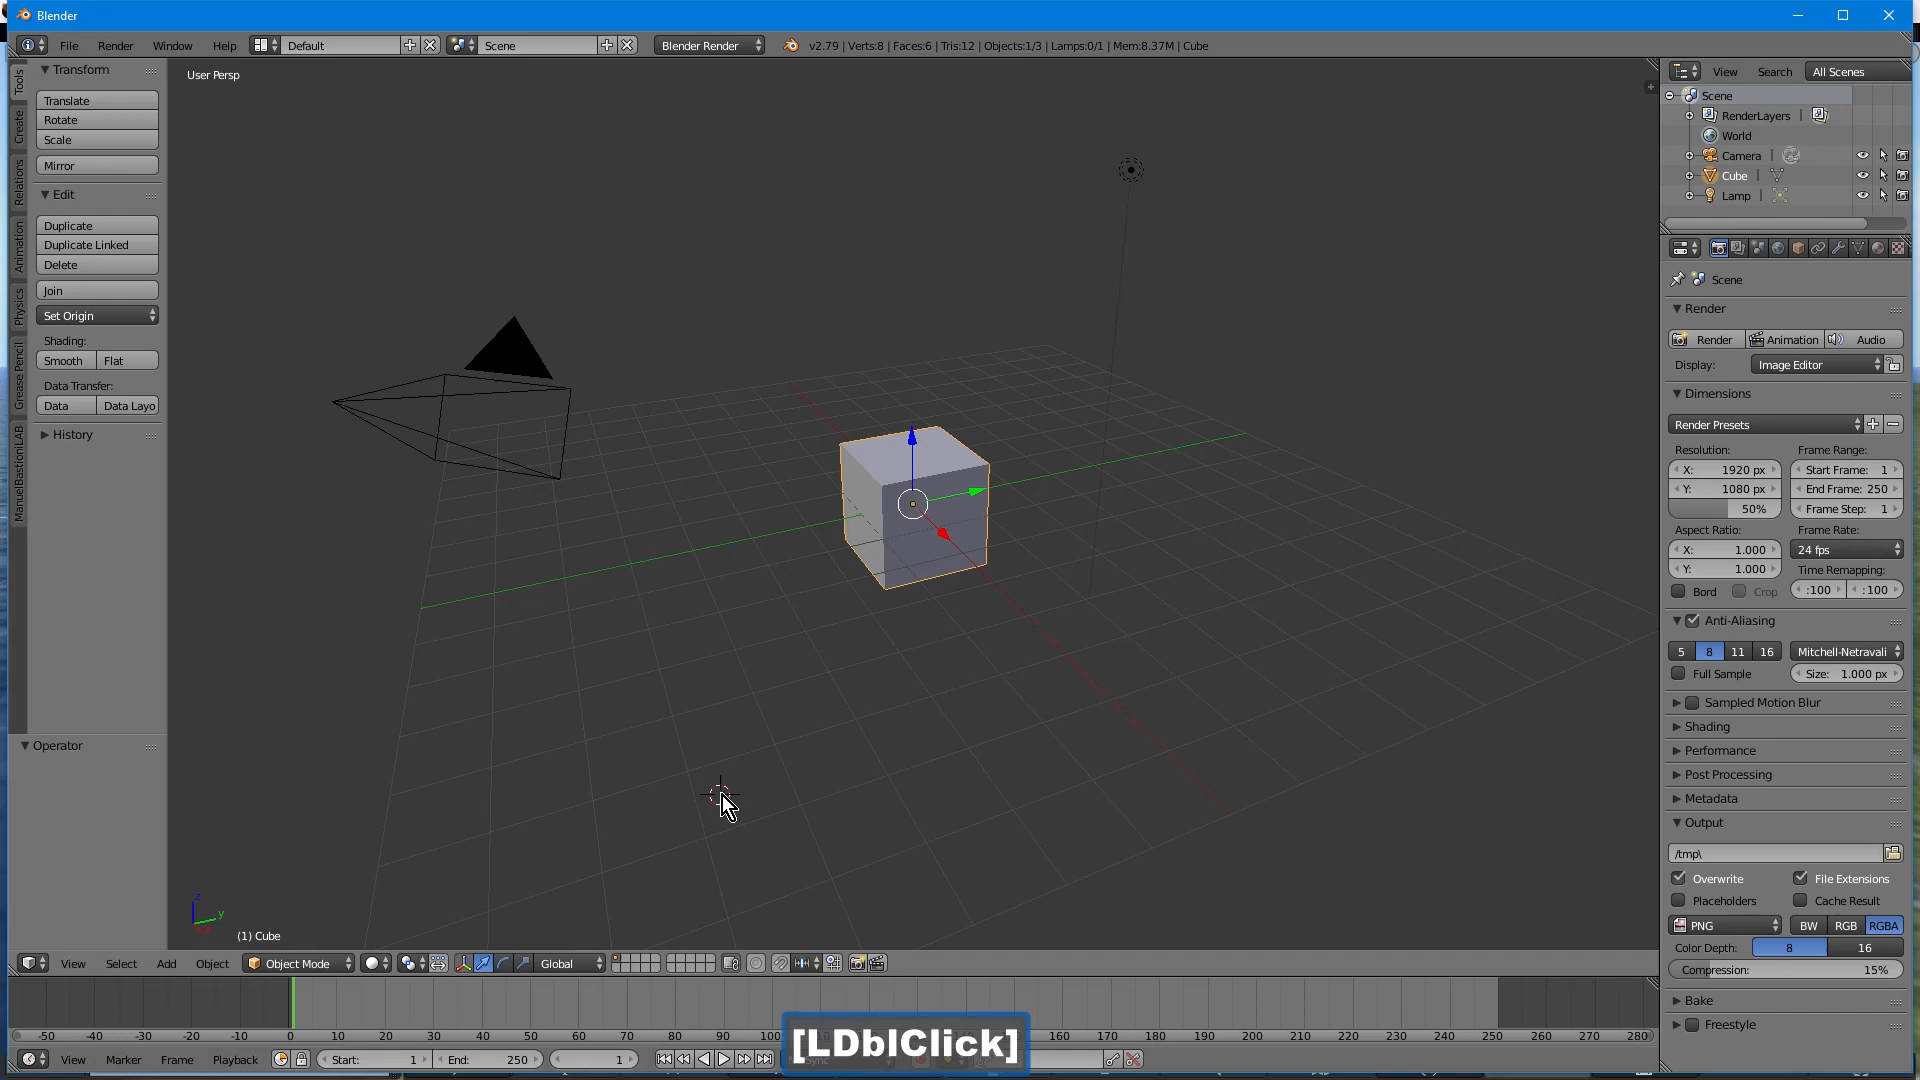 Blender
File Render Window Help Default Scene Blender Render v2.79 | Verts:8 | Faces:6 | Tris:12 | Objects:1/3 | Lamps:0/1 | Mem:8.37M | Cube
Tools
Create
Relations
Animation
Physics
Grease Pencil
ManuelBastioniLAB
Transform
Translate
Rotate
Scale
Mirror
Edit
Duplicate
Duplicate Linked
Delete
Join
Set Origin
Shading:
Smooth Flat
Data Transfer:
Data Data Layo
History
Operator
User Persp
z
y
(1) Cube
View Select Add Object Object Mode Global
-50 -40 -30 -20 -10 0 10 20 30 40 50 60 70 80 90 100 160 170 180 190 200 210 220 230 240 250 260 270 280
View Marker Frame Playback Start: 1 End: 250 1
[LDblClick]
View Search All Scenes
Scene
RenderLayers |
World
Camera |
Cube |
Lamp |
Scene
Render
Render Animation Audio
Display: Image Editor
Dimensions
Render Presets
Resolution: Frame Range:
X: 1920 px Start Frame: 1
Y: 1080 px End Frame: 250
50% Frame Step: 1
Aspect Ratio: Frame Rate:
X: 1.000 24 fps
Y: 1.000 Time Remapping:
Bord Crop :100 :100
Anti-Aliasing
5 8 11 16 Mitchell-Netravali
Full Sample Size: 1.000 px
Sampled Motion Blur
Shading
Performance
Post Processing
Metadata
Output
/tmp\
Overwrite File Extensions
Placeholders Cache Result
PNG BW RGB RGBA
Color Depth: 8 16
Compression: 15%
Bake
Freestyle